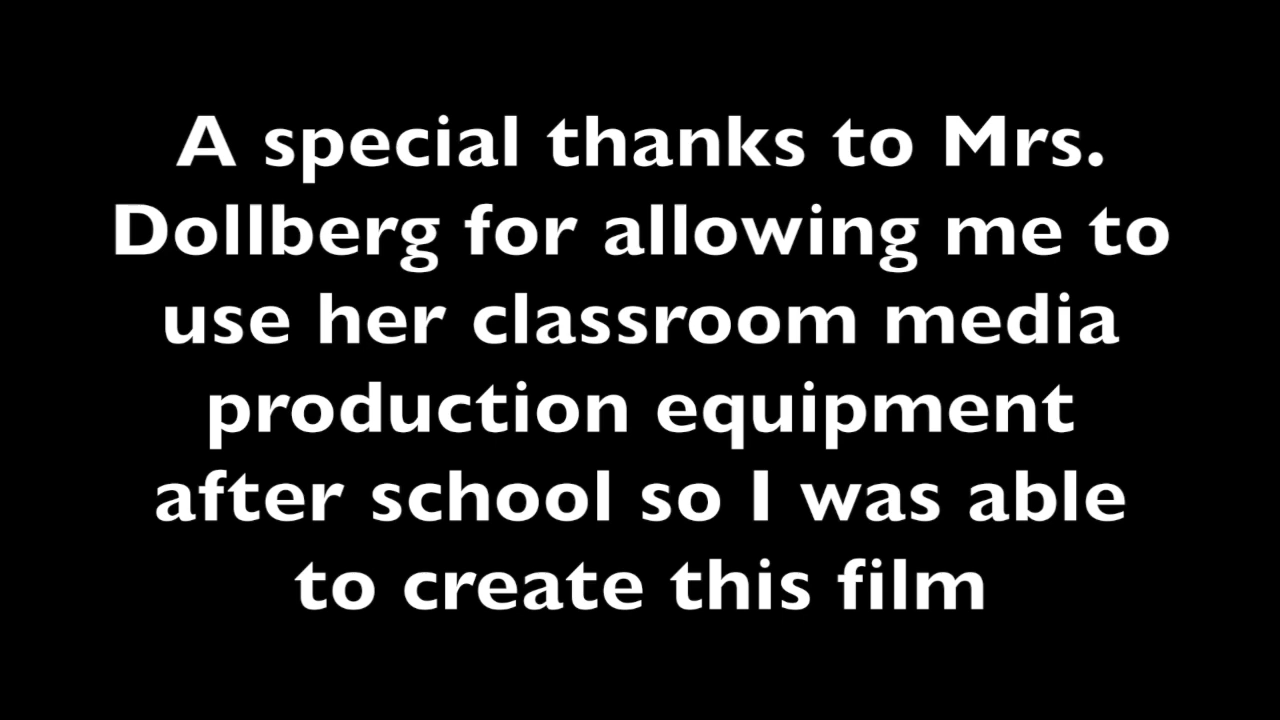 A special thanks to Mrs.
Dollberg for allowing me to
use her classroom media
production equipment
after school so I was able
to create this film